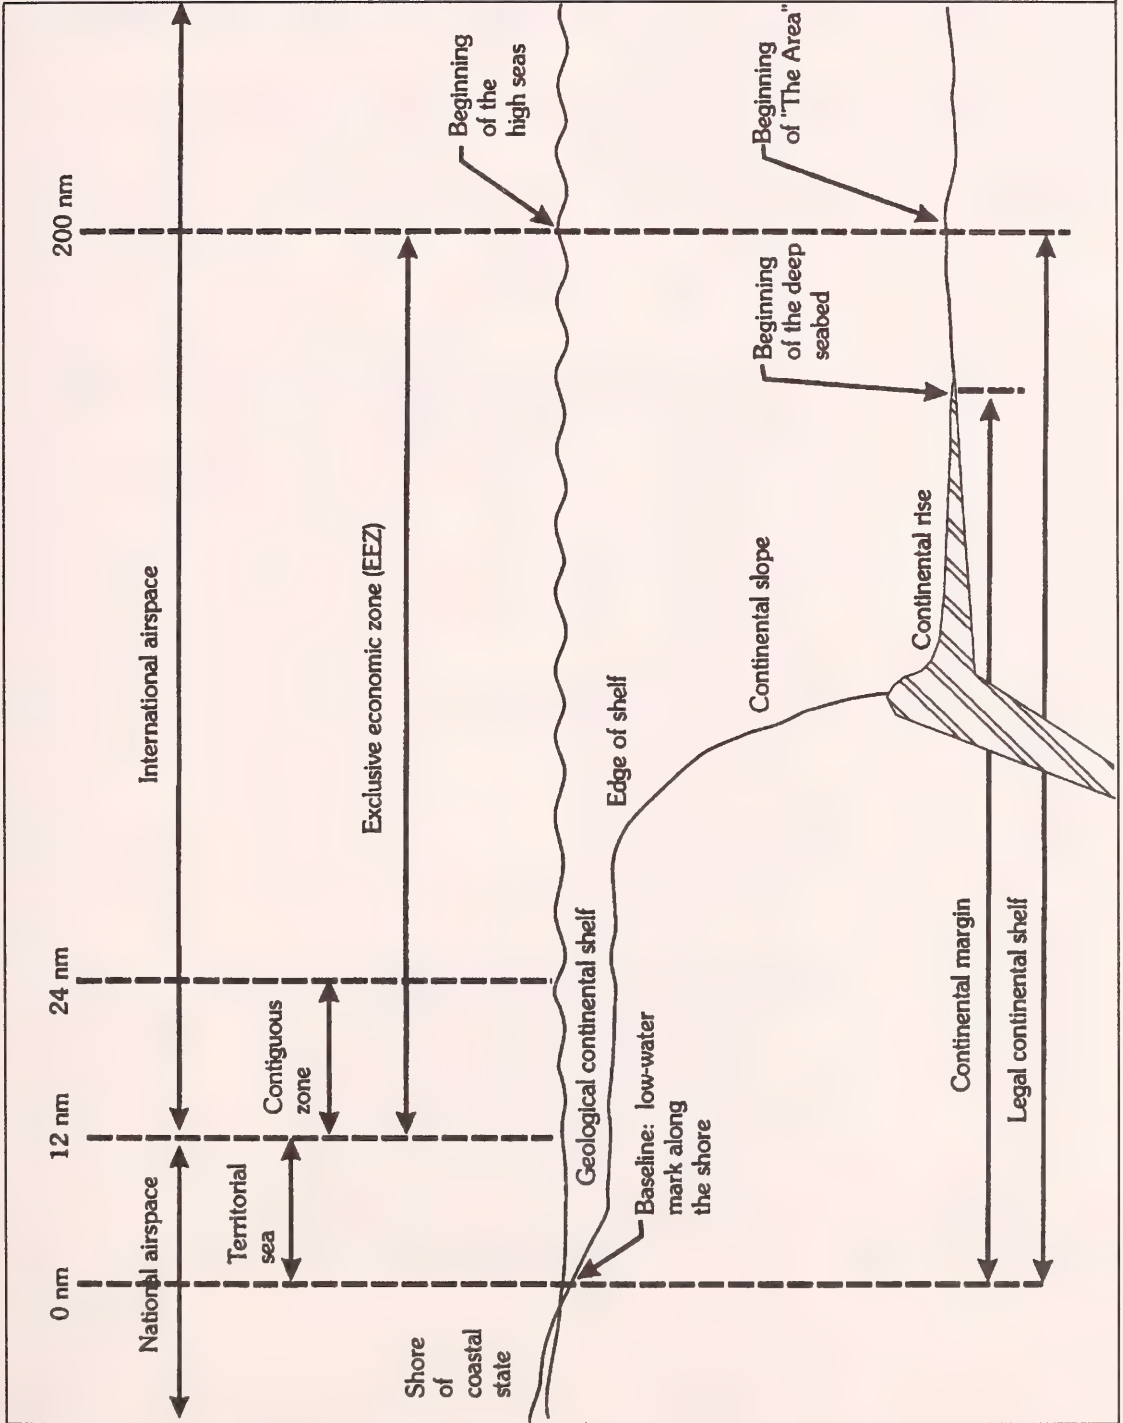 0 nm
12 nm
24 nm
200 nm
National airspace
International airspace
Territorial
sea
Contiguous
zone
Exclusive economic zone (EEZ)
Shore
of
coastal
state
Beginning
of the
high seas
Geological continental shelf
Edge of shelf
Baseline: low-water
mark along
the shore
Continental slope
Beginning
of the deep
seabed
Beginning
of "The Area"
Continental rise
Continental margin
Legal continental shelf